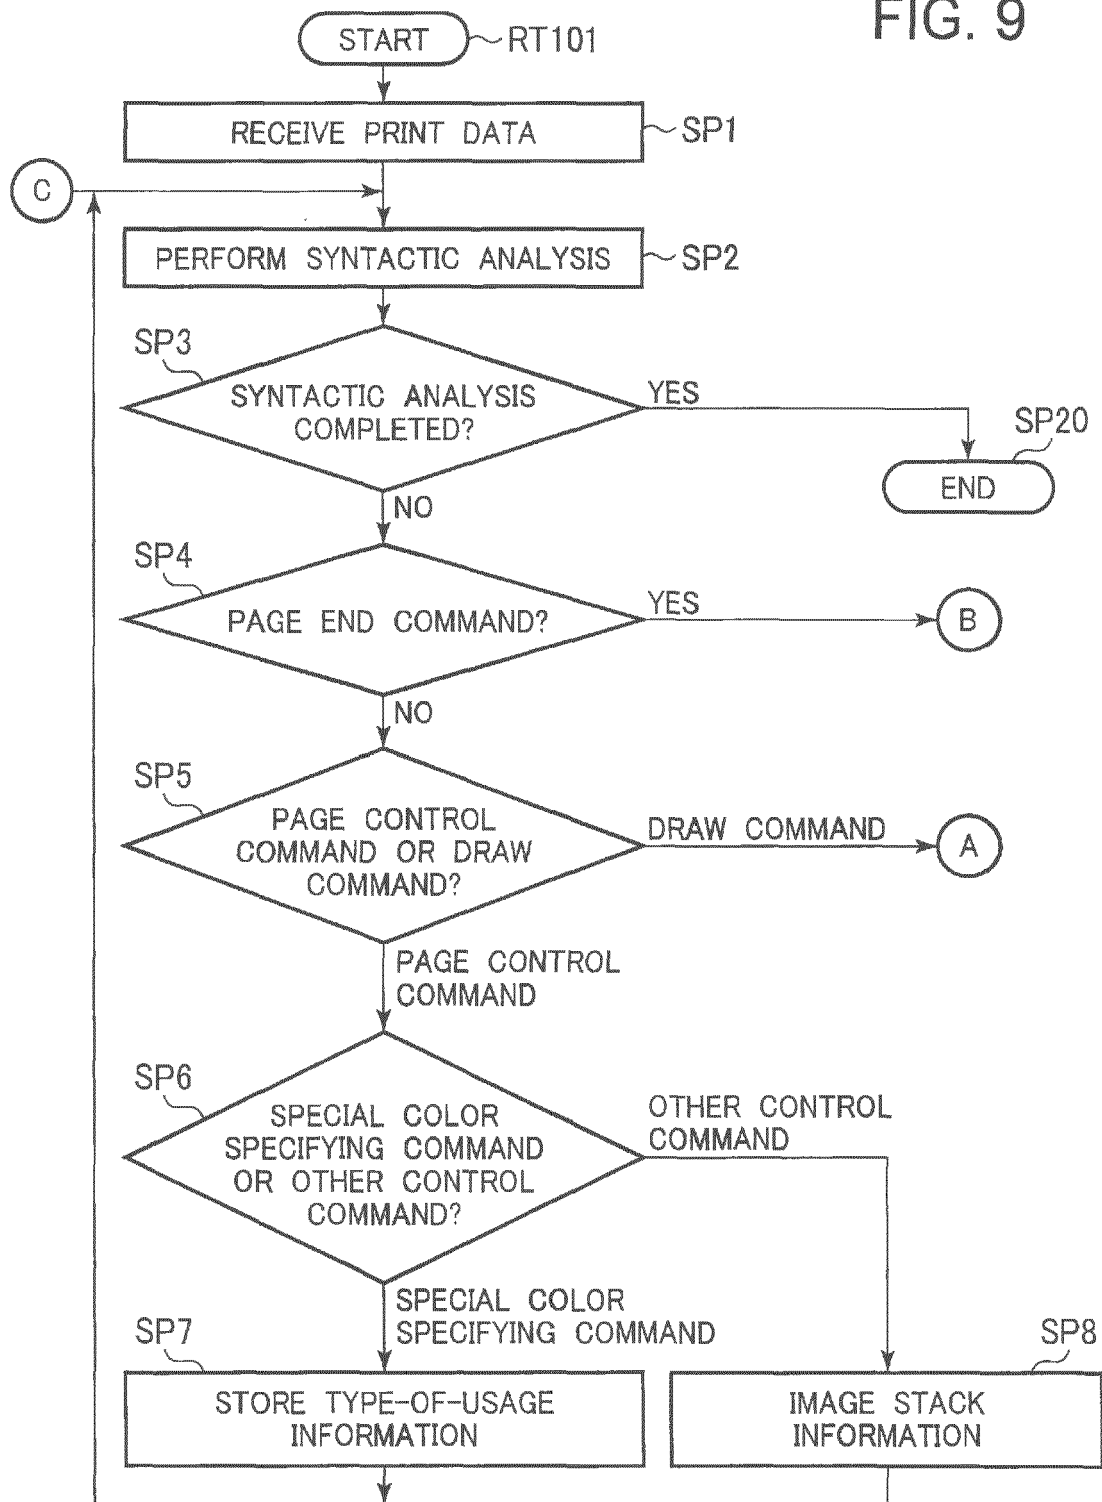 FIG. 9
START
RT101
RECEIVE PRINT DATA
SP1
C
PERFORM SYNTACTIC ANALYSIS
SP2
SP3
SYNTACTIC ANALYSIS
COMPLETED?
YES
SP20
END
NO
SP4
PAGE END COMMAND?
YES
B
NO
SP5
PAGE CONTROL
COMMAND OR DRAW
COMMAND?
DRAW COMMAND
A
PAGE CONTROL
COMMAND
SP6
SPECIAL COLOR
SPECIFYING COMMAND
OR OTHER CONTROL
COMMAND?
OTHER CONTROL
COMMAND
SPECIAL COLOR
SPECIFYING COMMAND
SP7
STORE TYPE-OF-USAGE
INFORMATION
SP8
IMAGE STACK
INFORMATION